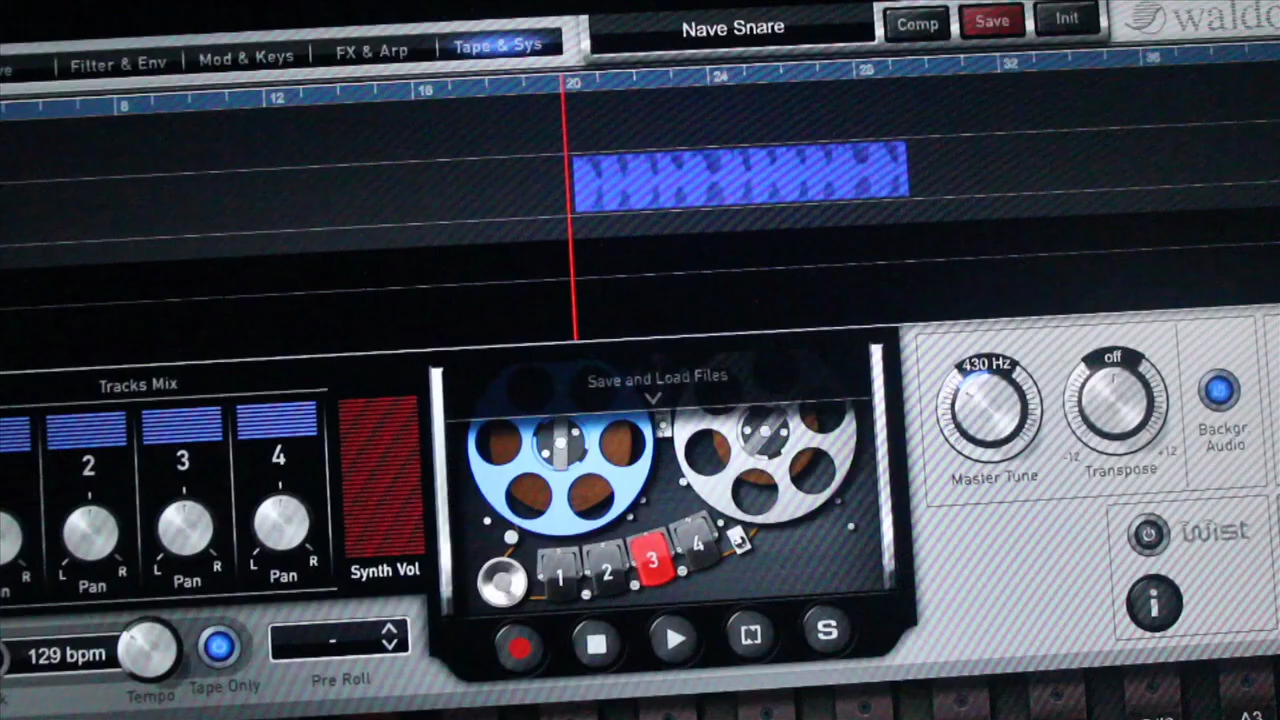 Nave Snare
Comp
Save
Init
Filter & Env
Mod & Keys
FX & Arp
Tape & Sys
8
12
16
20
24
28
32
36
Tracks Mix
2
3
4
L
R
Pan
L
R
Pan
L
R
Pan
Synth Vol
Save and Load Files
1
2
3
4
S
430 Hz
Master Tune
off
-12
+12
Transpose
Backgr.
Audio
WIST
i
129 bpm
Tempo
Tape Only
-
Pre Roll
A3